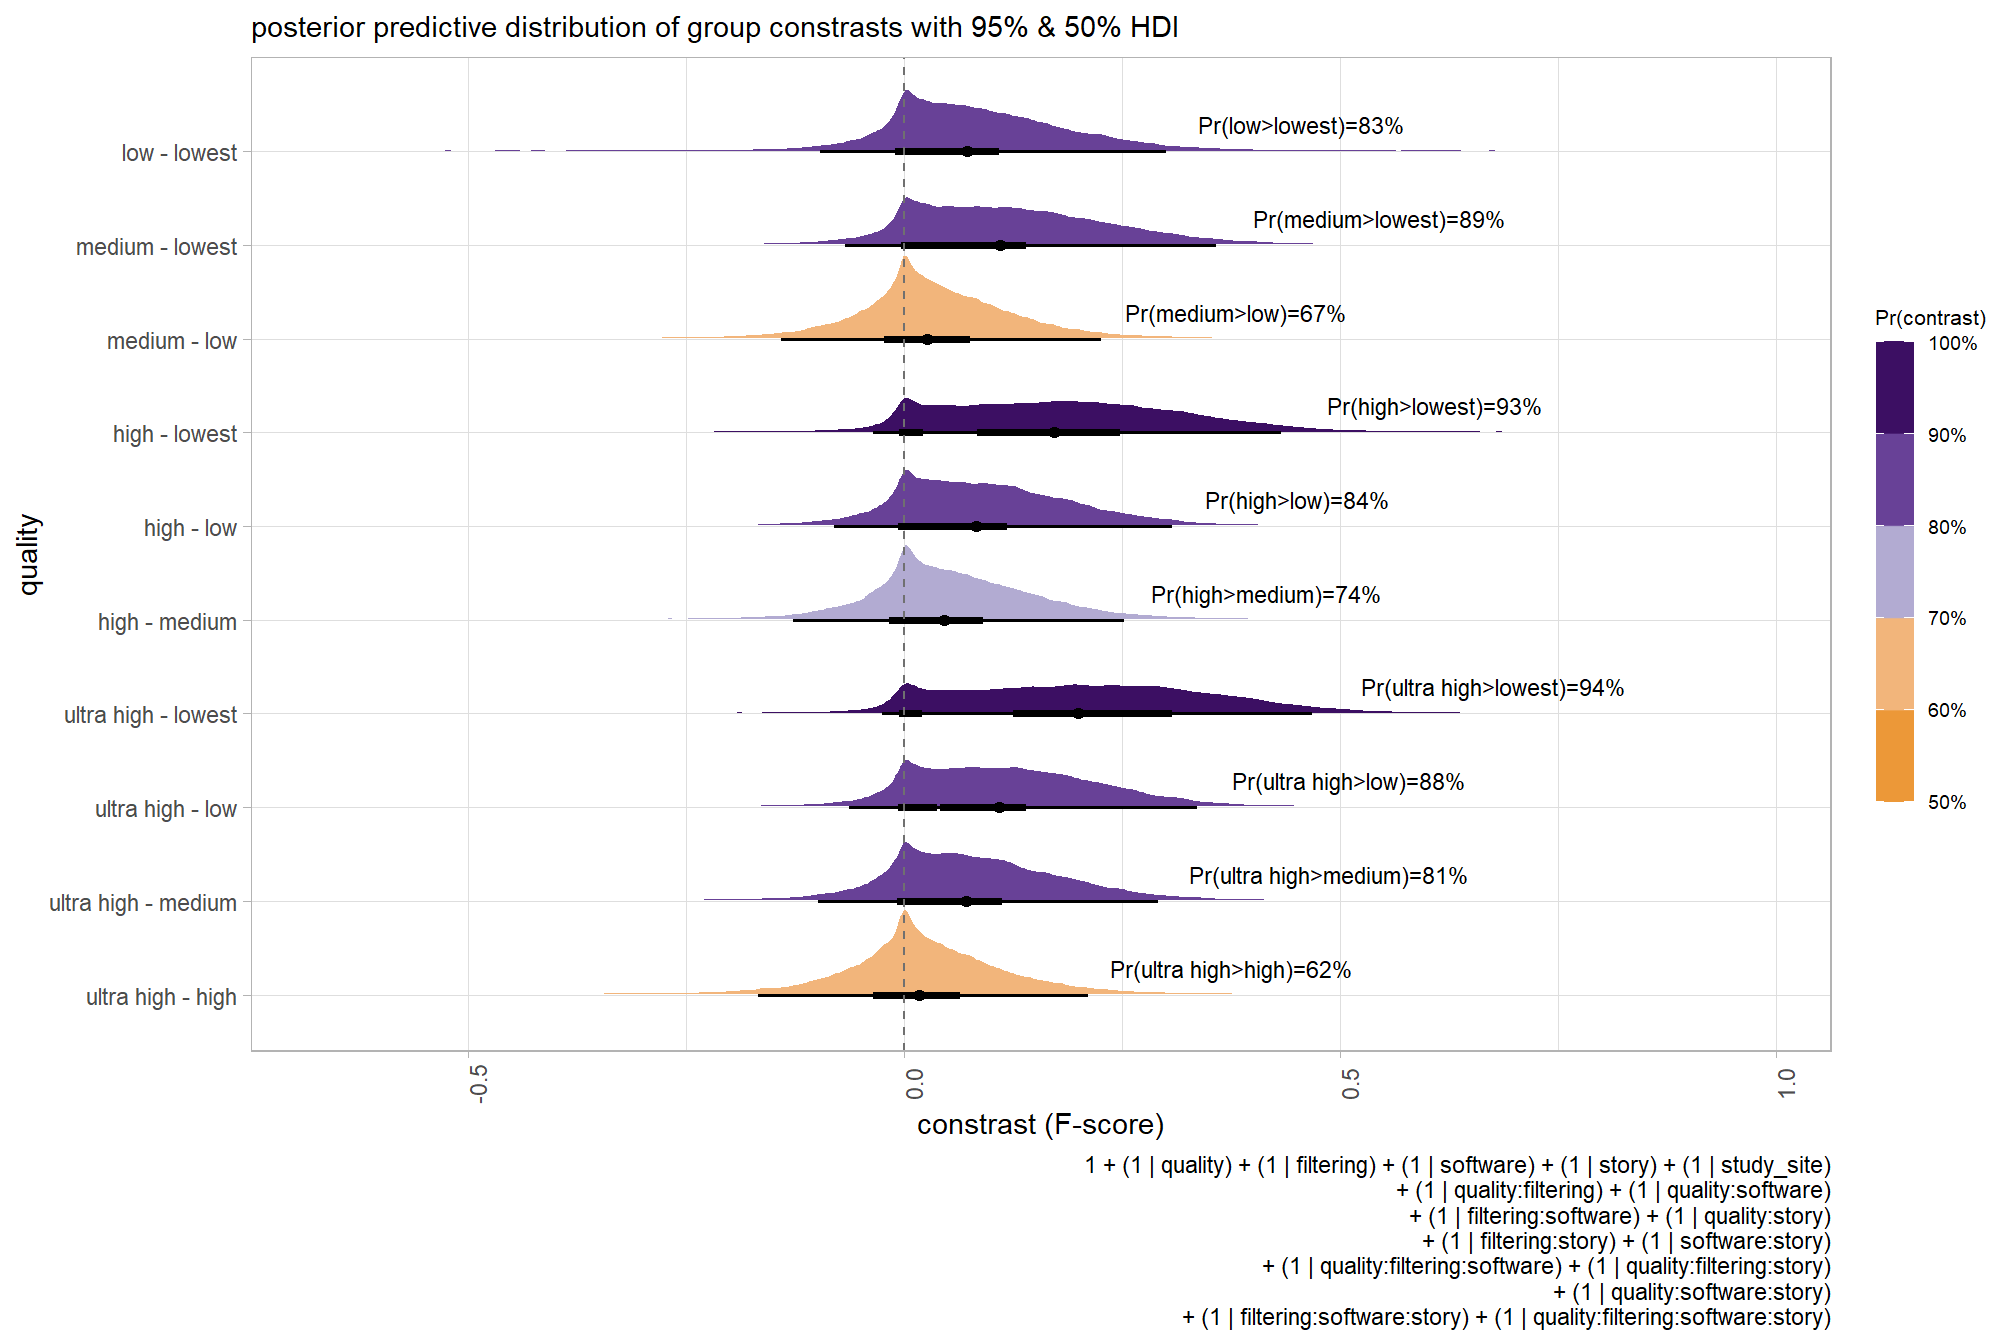 posterior predictive distribution of group constrasts with 95% & 50% HDI
quality
low - lowest
Pr(low>lowest)=83%
medium - lowest
Pr(medium>lowest)=89%
medium - low
Pr(medium>low)=67%
high - lowest
Pr(high>lowest)=93%
high - low
Pr(high>low)=84%
high - medium
Pr(high>medium)=74%
ultra high - lowest
Pr(ultra high>lowest)=94%
ultra high - low
Pr(ultra high>low)=88%
ultra high - medium
Pr(ultra high>medium)=81%
ultra high - high
Pr(ultra high>high)=62%
Pr(contrast)
100%
90%
80%
70%
60%
50%
-0.5
0.0
0.5
1.0
constrast (F-score)
1 + (1 | quality) + (1 | filtering) + (1 | software) + (1 | story) + (1 | study_site)
+ (1 | quality:filtering) + (1 | quality:software)
+ (1 | filtering:software) + (1 | quality:story)
+ (1 | filtering:story) + (1 | software:story)
+ (1 | quality:filtering:software) + (1 | quality:filtering:story)
+ (1 | quality:software:story)
+ (1 | filtering:software:story) + (1 | quality:filtering:software:story)